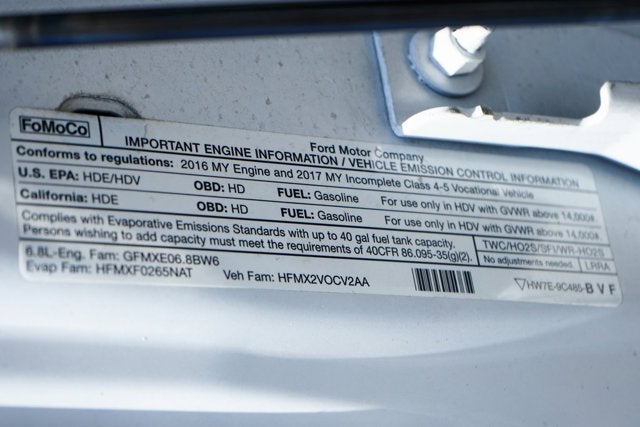 FoMoCo
Ford Motor Company
IMPORTANT ENGINE INFORMATION / VEHICLE EMISSION CONTROL INFORMATION
Conforms to regulations: 2016 MY Engine and 2017 MY Incomplete Class 4-5 Vocational Vehicle
U.S. EPA: HDE/HDV OBD: HD FUEL: Gasoline For use only in HDV with GVWR above 14,000#
California: HDE OBD: HD FUEL: Gasoline For use only in HDV with GVWR above 14,000#
Complies with Evaporative Emissions Standards with up to 40 gal fuel tank capacity. TWC/HO2S/SFI/WR-HO2S
Persons wishing to add capacity must meet the requirements of 40CFR 86.095-35(g)(2). No adjustments needed. LRRA
6.8L-Eng. Fam: GFMXE06.8BW6
Evap Fam: HFMXF0265NAT Veh Fam: HFMX2VOCV2AA HW7E-9C485-BVF